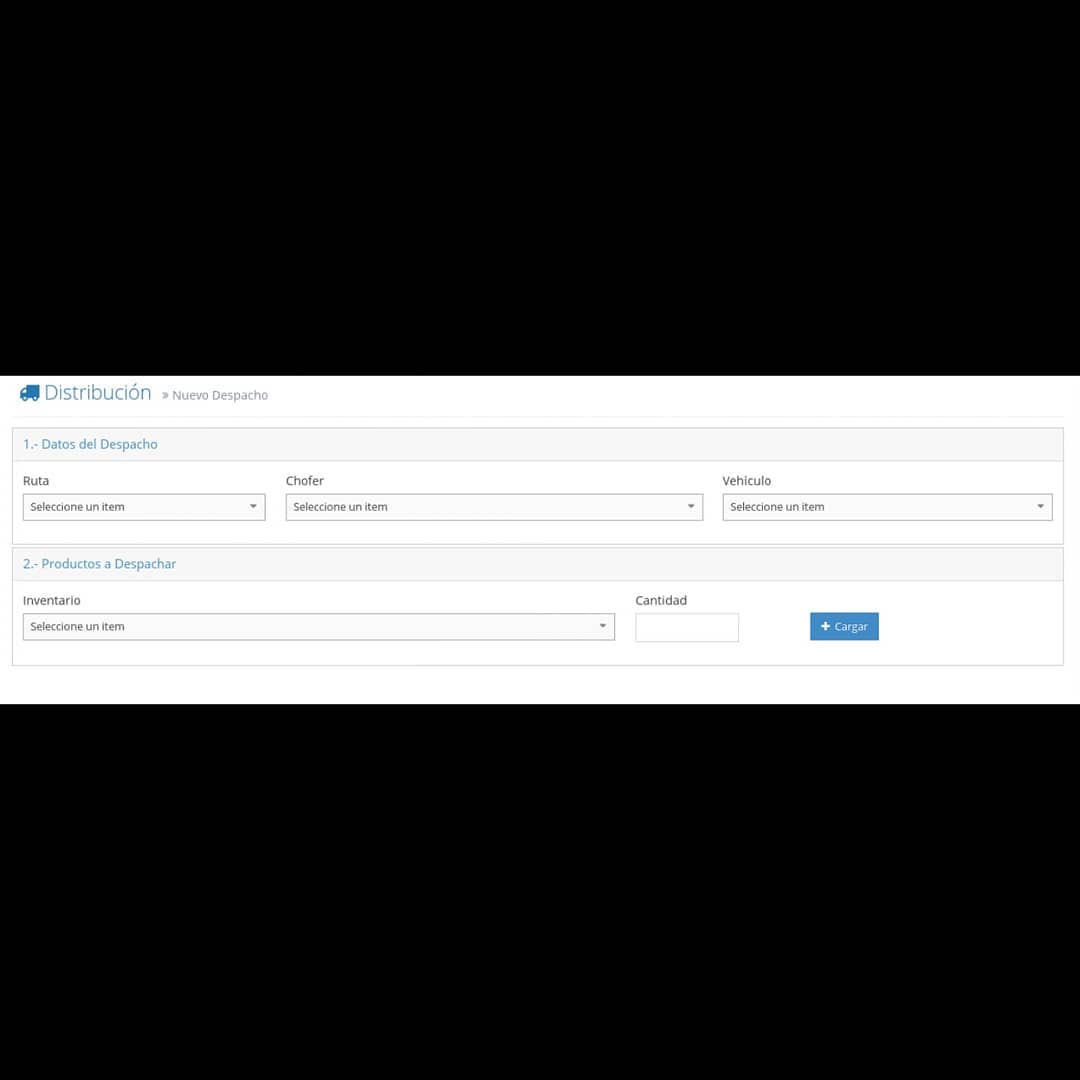 Distribución » Nuevo Despacho
1.- Datos del Despacho
Ruta Chofer Vehiculo
Seleccione un item Seleccione un item Seleccione un item
2.- Productos a Despachar
Inventario Cantidad
Seleccione un item + Cargar